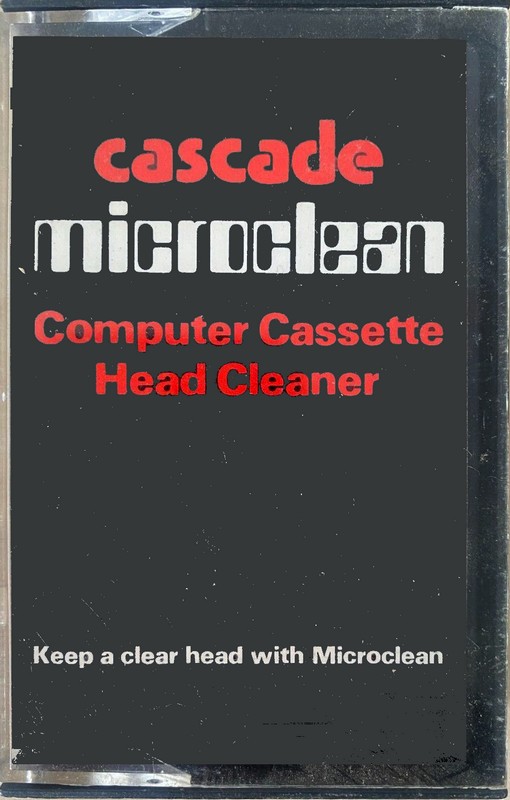 cascade
microclean
Computer Cassette
Head Cleaner
Keep a clear head with Microclean